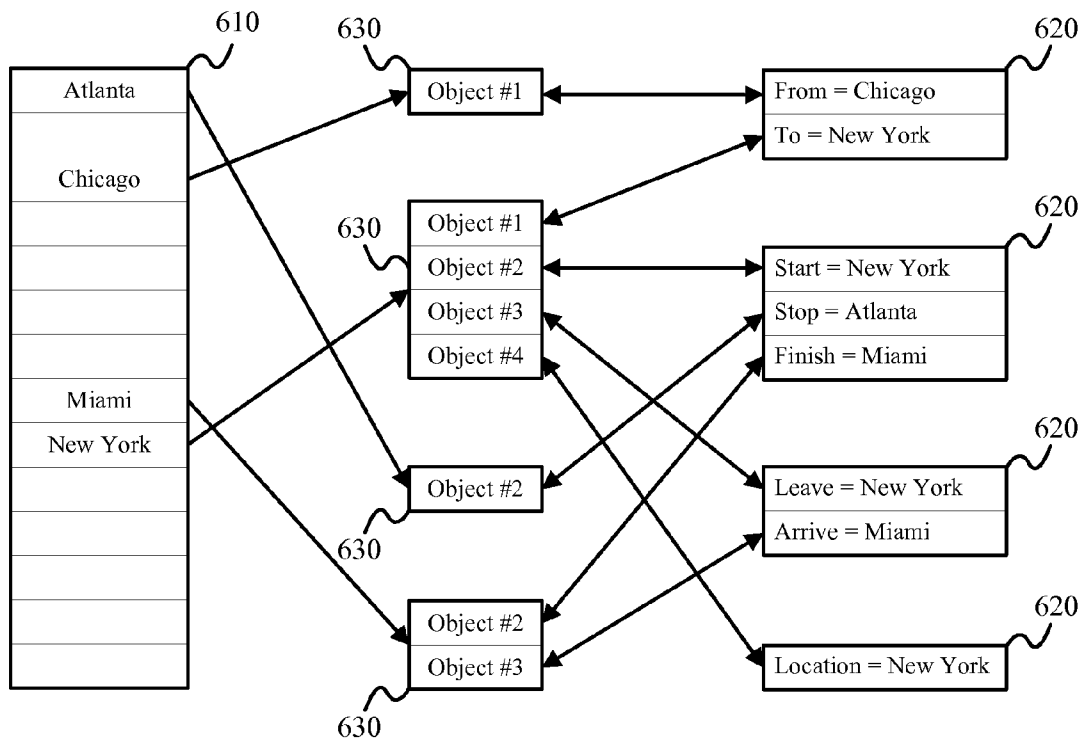 610
Atlanta
Chicago
Miami
New York
630
Object #1
630
Object #1
Object #2
Object #3
Object #4
Object #2
630
Object #2
Object #3
630
620
From = Chicago
To = New York
620
Start = New York
Stop = Atlanta
Finish = Miami
620
Leave = New York
Arrive = Miami
620
Location = New York